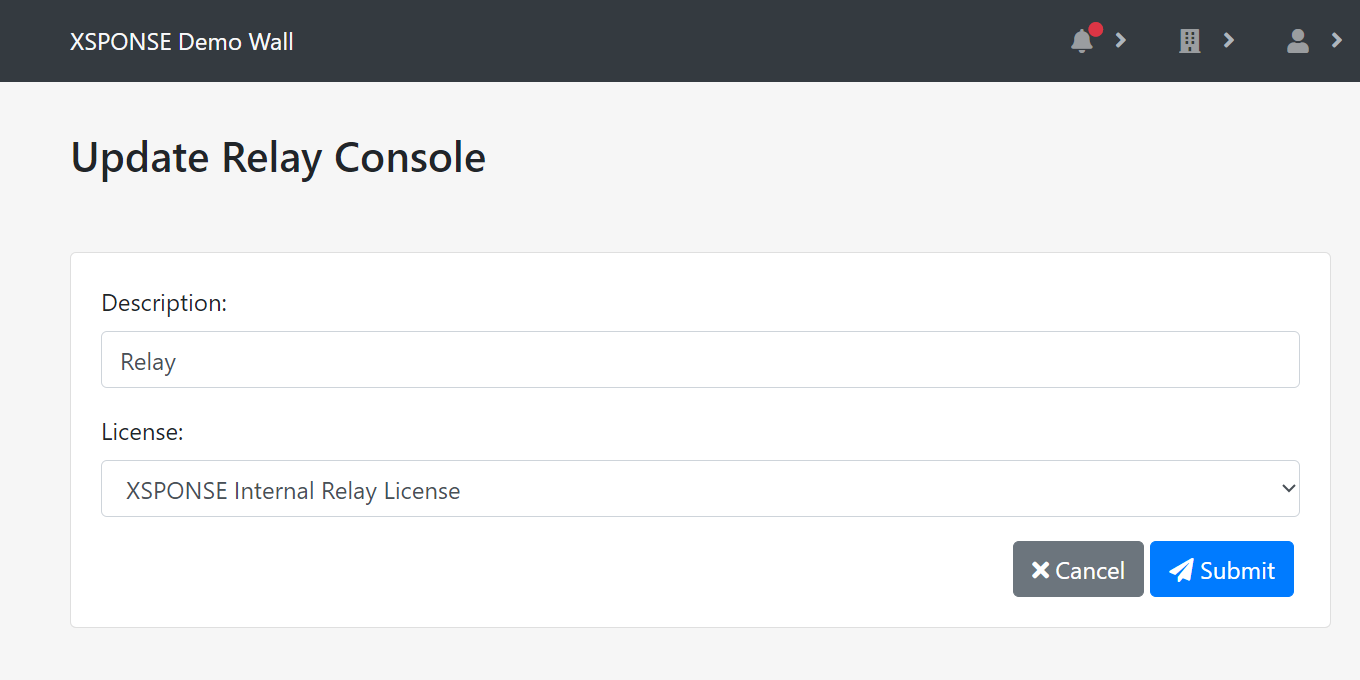 XSPONSE Demo Wall
Update Relay Console
Description:
Relay
License:
XSPONSE Internal Relay License
Cancel
Submit